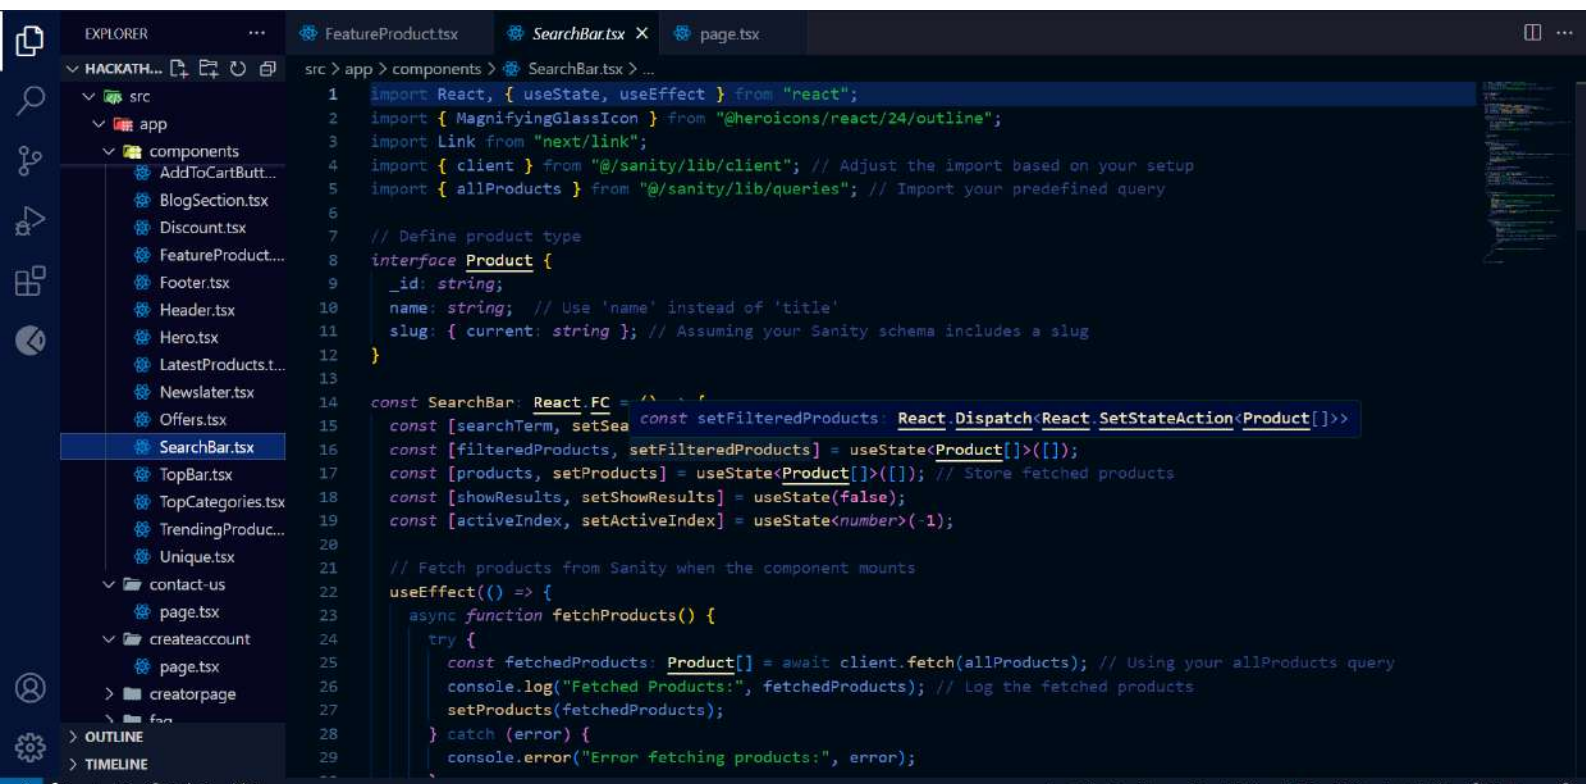 EXPLORER
FeatureProduct.tsx
SearchBar.tsx
page.tsx
HACKATH...
src > app > components > SearchBar.tsx > ...
src
app
components
AddToCartButt...
BlogSection.tsx
Discount.tsx
FeatureProduct....
Footer.tsx
Header.tsx
Hero.tsx
LatestProducts.t...
Newslater.tsx
Offers.tsx
SearchBar.tsx
TopBar.tsx
TopCategories.tsx
TrendingProduc...
Unique.tsx
contact-us
page.tsx
createaccount
page.tsx
creatorpage
faq
OUTLINE
TIMELINE
1 import React, { useState, useEffect } from "react";
2 import { MagnifyingGlassIcon } from "@heroicons/react/24/outline";
3 import Link from "next/link";
4 import { client } from "@/sanity/lib/client"; // Adjust the import based on your setup
5 import { allProducts } from "@/sanity/lib/queries"; // Import your predefined query
6
7 // Define product type
8 interface Product {
9 _id: string;
10 name: string; // Use 'name' instead of 'title'
11 slug: { current: string }; // Assuming your Sanity schema includes a slug
12 }
13
14 const SearchBar: React.FC =
const setFilteredProducts: React.Dispatch<React.SetStateAction<Product[]>>
15 const [searchTerm, setSea
16 const [filteredProducts, setFilteredProducts] = useState<Product[]>([]);
17 const [products, setProducts] = useState<Product[]>([]); // Store fetched products
18 const [showResults, setShowResults] = useState(false);
19 const [activeIndex, setActiveIndex] = useState<number>(-1);
20
21 // Fetch products from Sanity when the component mounts
22 useEffect(() => {
23 async function fetchProducts() {
24 try {
25 const fetchedProducts: Product[] = await client.fetch(allProducts); // Using your allProducts query
26 console.log("Fetched Products:", fetchedProducts); // Log the fetched products
27 setProducts(fetchedProducts);
28 } catch (error) {
29 console.error("Error fetching products:", error);